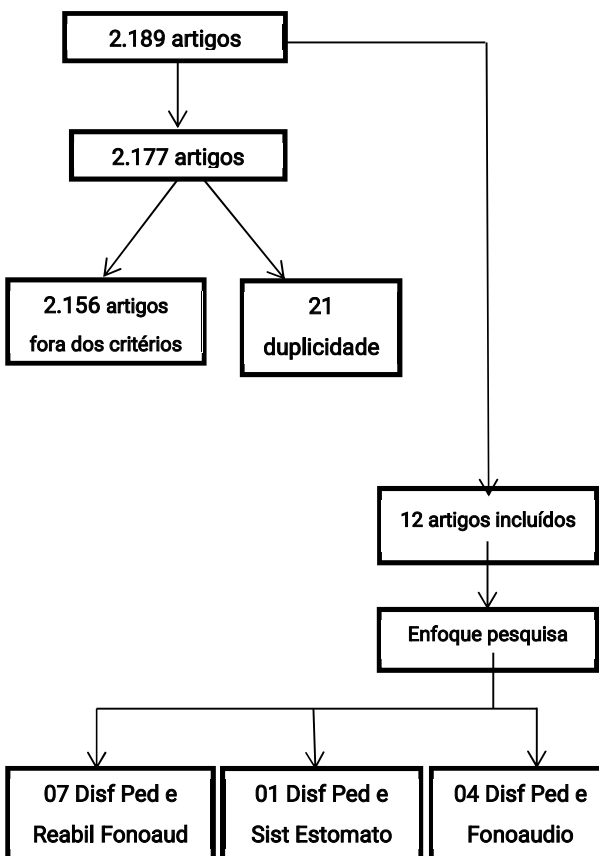 2.189 artigos
2.177 artigos
2.156 artigos
fora dos critérios
21
duplicidade
12 artigos incluídos
Enfoque pesquisa
07 Disf Ped e
Reabil Fonoaud
01 Disf Ped e
Sist Estomato
04 Disf Ped e
Fonoaudio